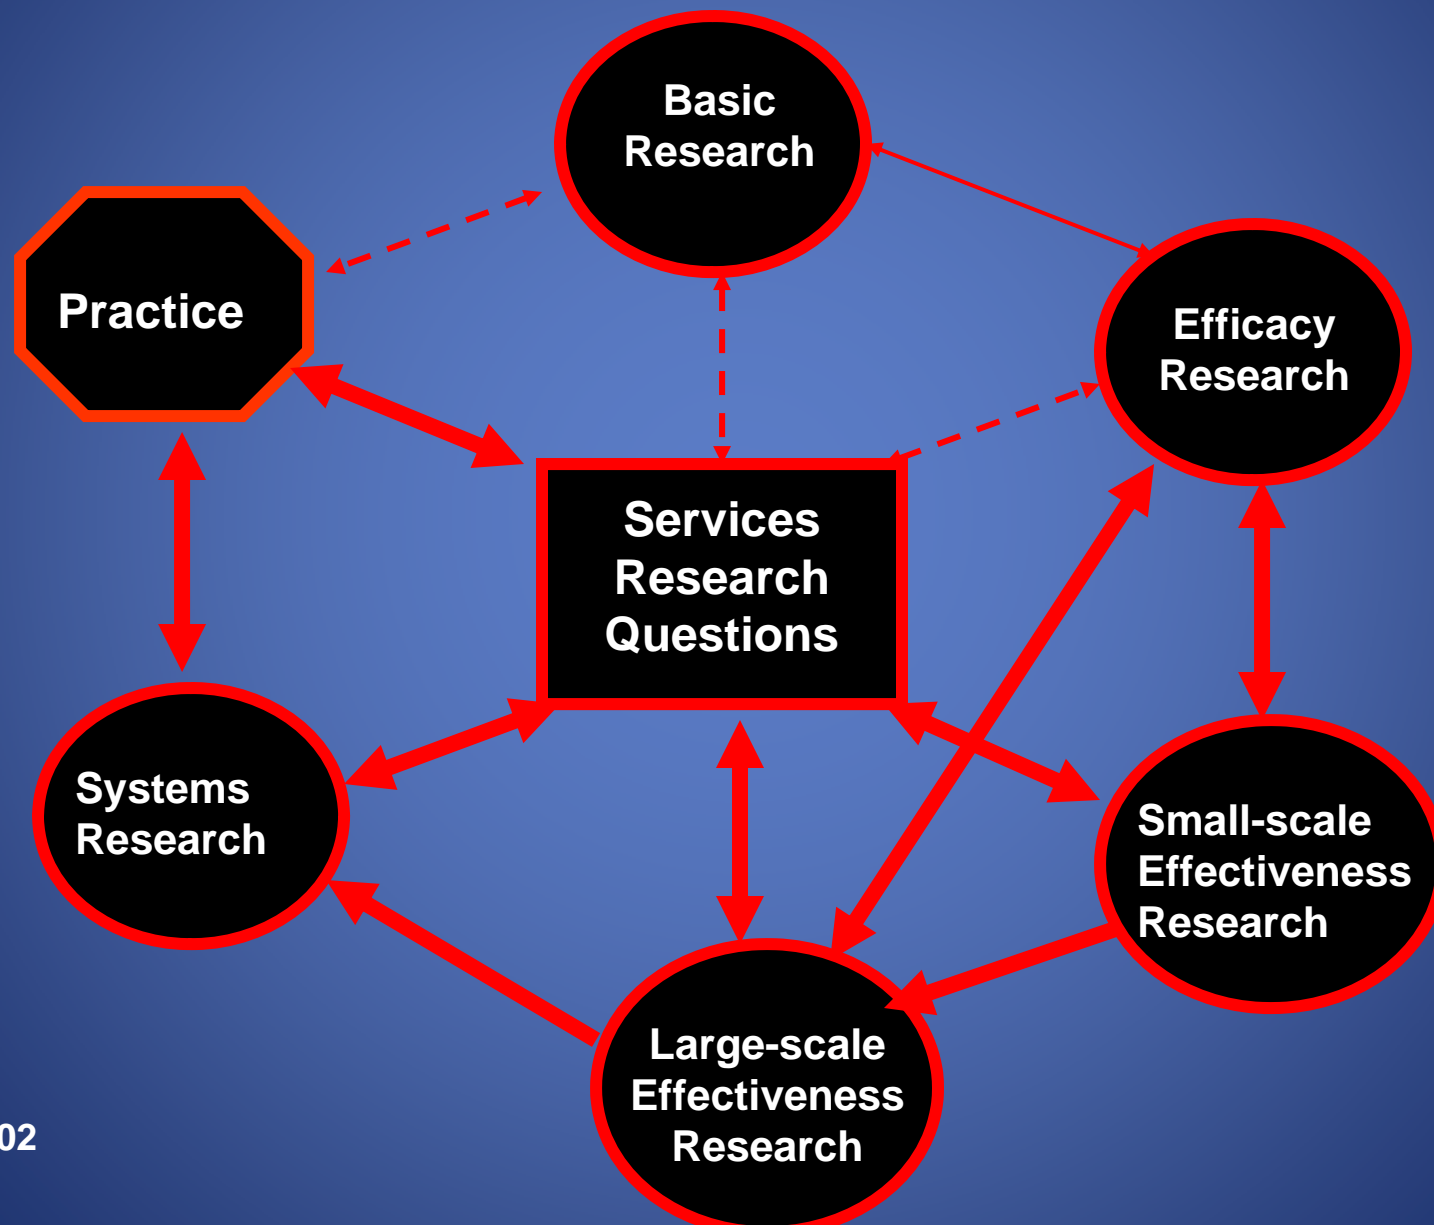 Basic
Research
Practice
Efficacy
Research
Services
Research
Questions
Systems
Research
Small-scale
Effectiveness
Research
Large-scale
Effectiveness
Research
02